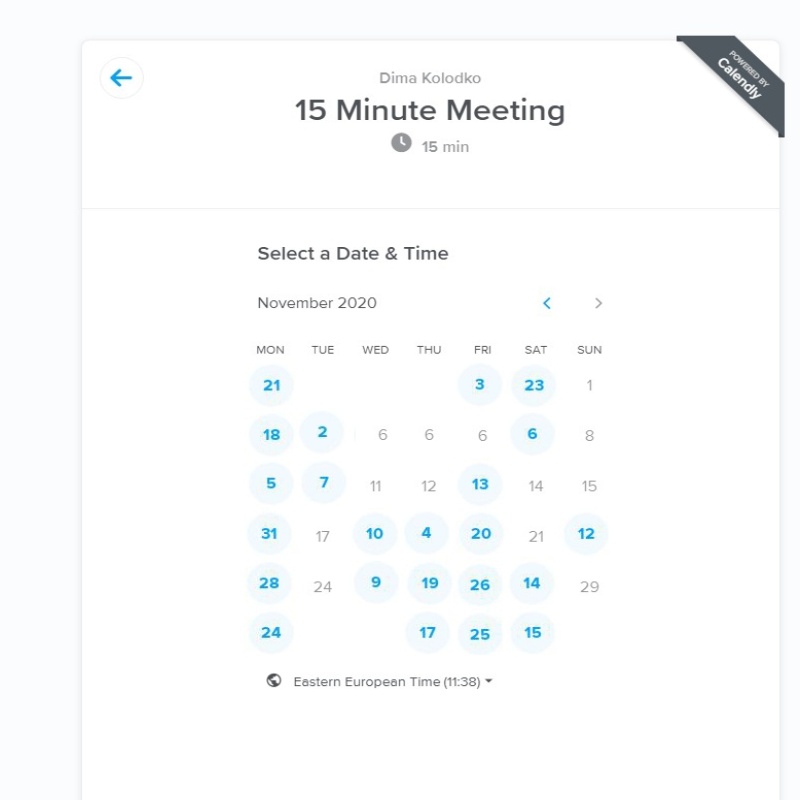 POWERED BY
Calendly
Dima Kolodko
15 Minute Meeting
15 min
Select a Date & Time
November 2020
MON TUE WED THU FRI SAT SUN
21 3 23 1
18 2 6 6 6 6 8
5 7 11 12 13 14 15
31 17 10 4 20 21 12
28 24 9 19 26 14 29
24 17 25 15
Eastern European Time (11:38)